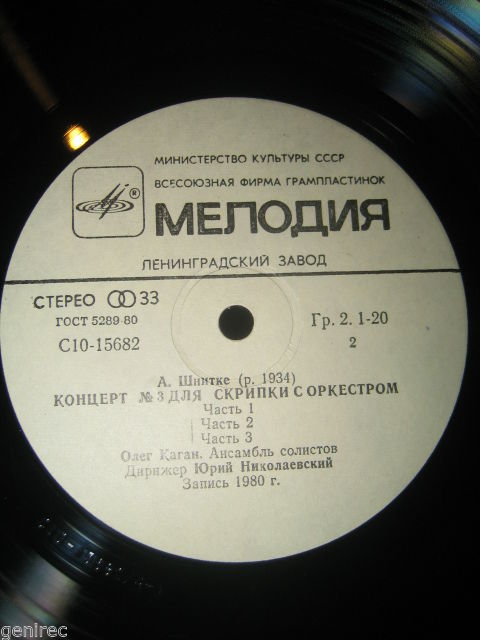 МИНИСТЕРСТВО КУЛЬТУРЫ СССР
ВСЕСОЮЗНАЯ ФИРМА ГРАМПЛАСТИНОК
®
МЕЛОДИЯ
ЛЕНИНГРАДСКИЙ ЗАВОД
СТЕРЕО 33
ГОСТ 5289-80
С10-15682
Гр. 2. 1-20
2
А. Шнитке (р. 1934)
КОНЦЕРТ №3 ДЛЯ СКРИПКИ С ОРКЕСТРОМ
Часть 1
Часть 2
Часть 3
Олег Каган. Ансамбль солистов
Дирижер Юрий Николаевский
Запись 1980 г.
genirec